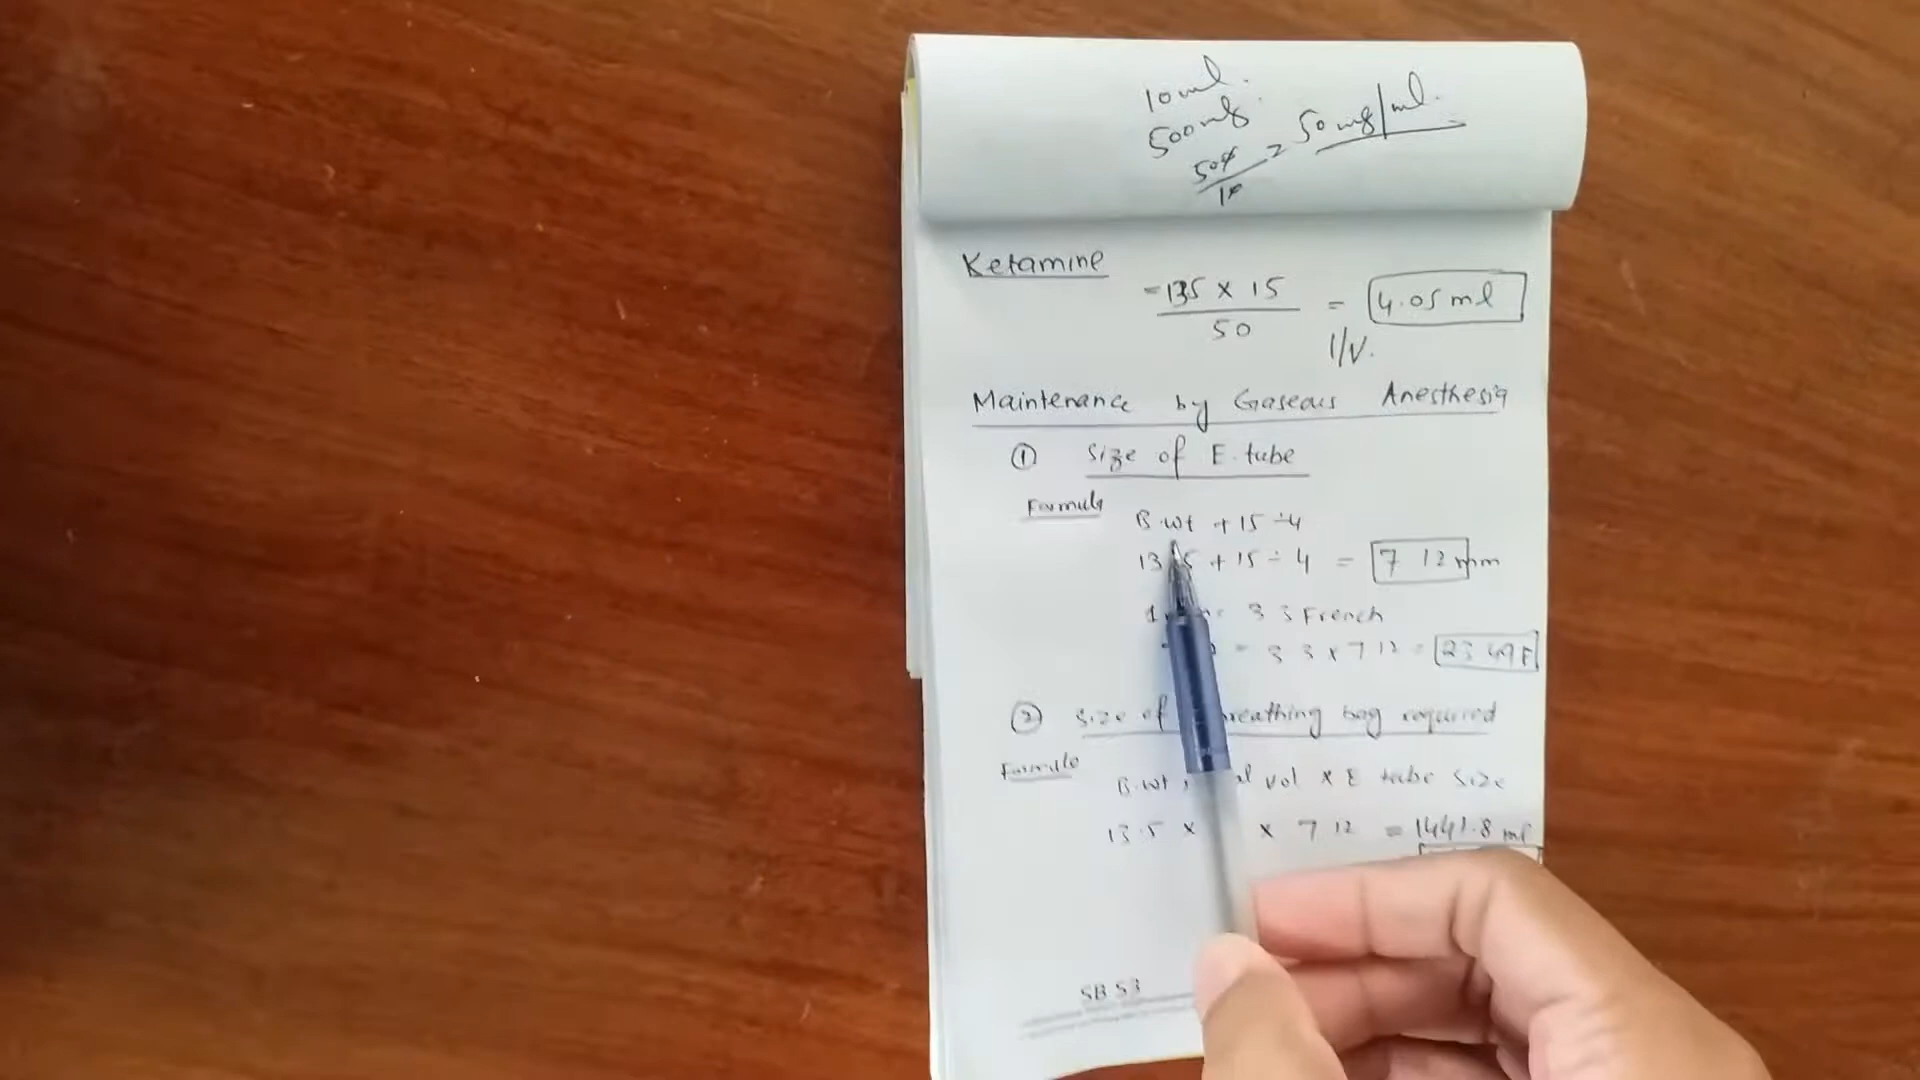 10ml.
500mg.
500/10 = 50mg/ml.
Ketamine
= 13.5 x 15 / 50 = 4.05 ml
I/V.
Maintenance by Gaseous Anesthesia
① Size of E. tube
Formula
B.wt + 15 ÷ 4
13.5 + 15 ÷ 4 = 7.12 mm
3.3 French
= 3.3 x 7.12 = 23.49 F
② Size of breathing bag required
Formula
B.wt vol x E tube size
13.5 x x 7.12 = 1441.8 ml
SB 53